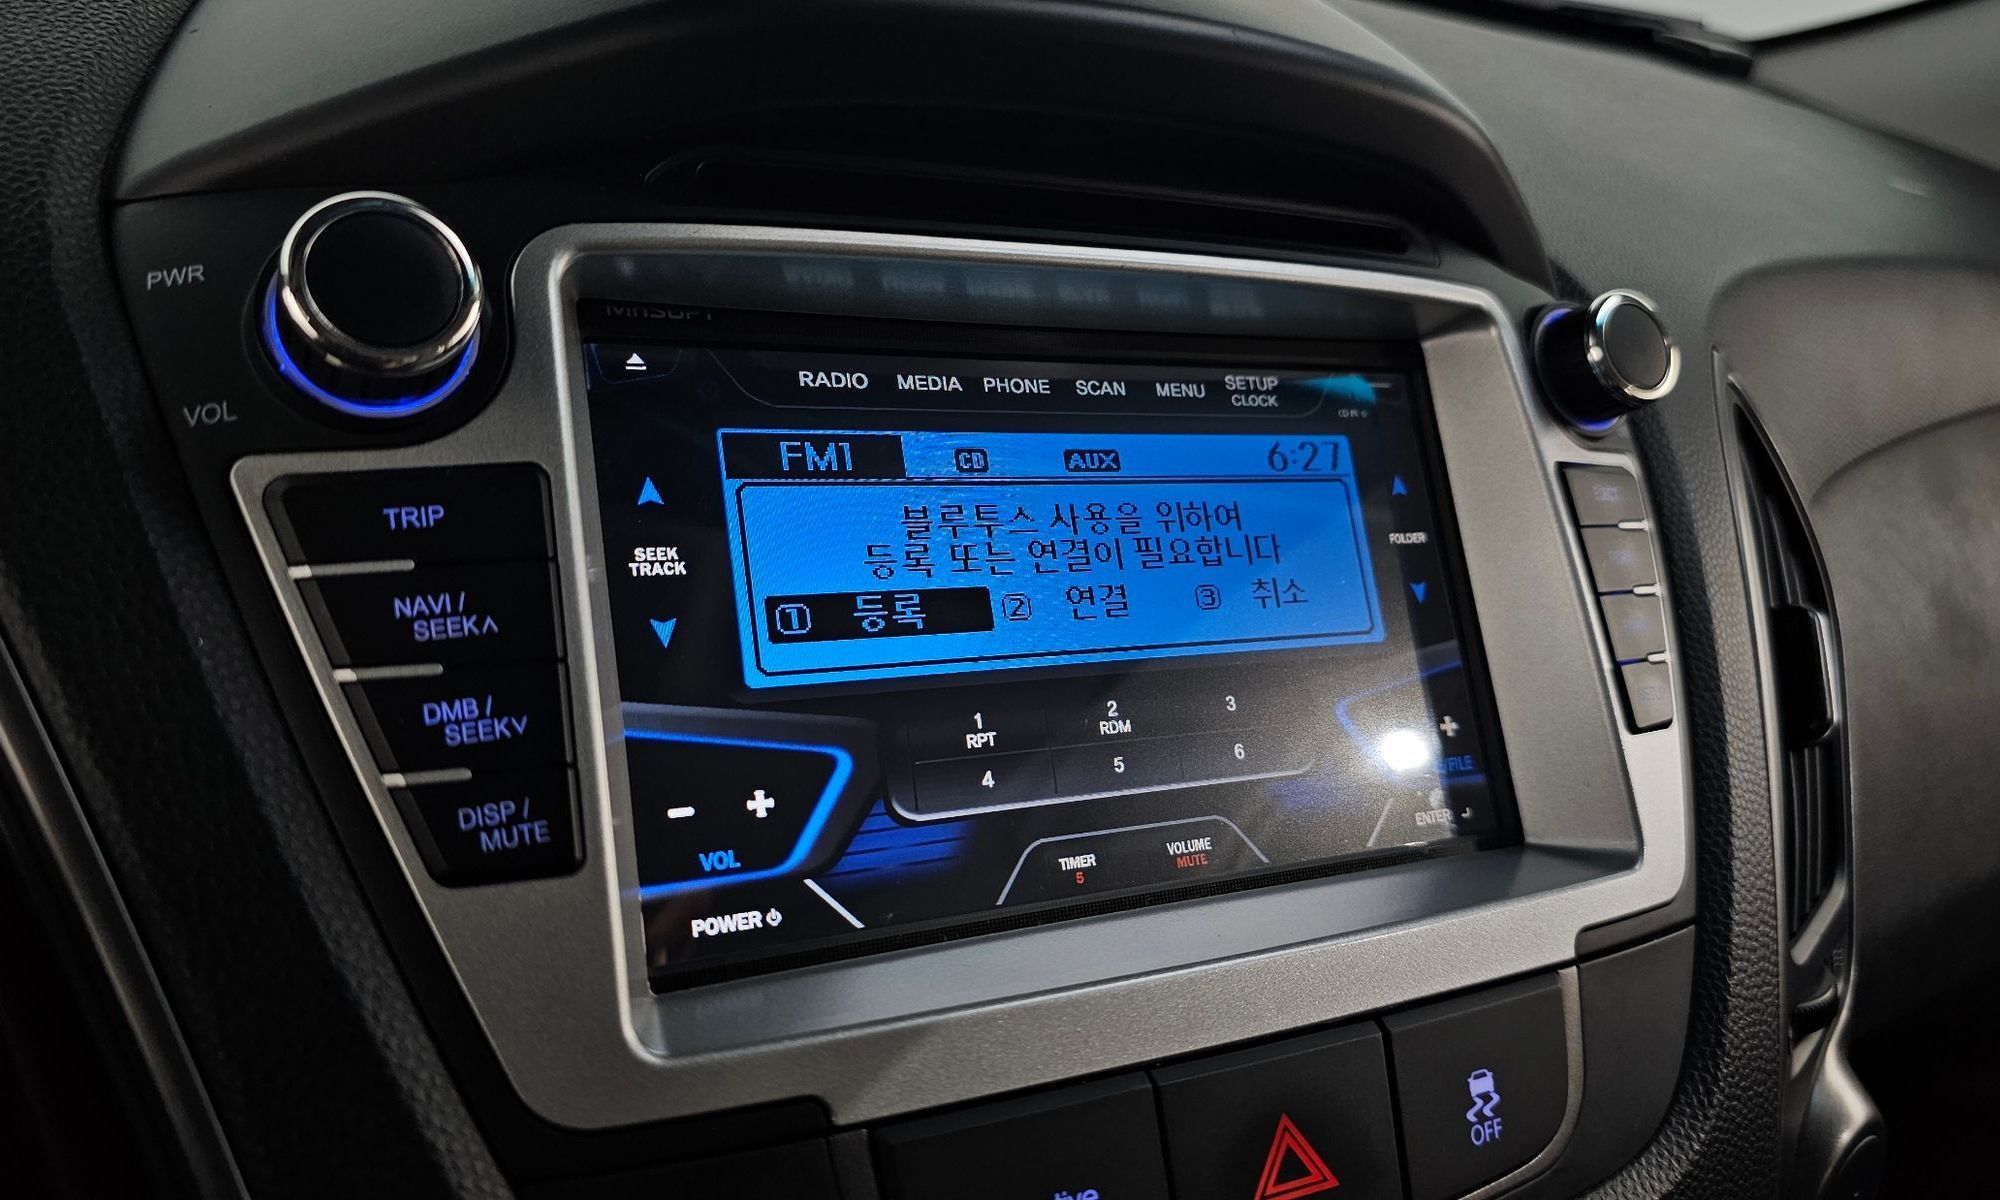 PWR
VOL
TRIP
NAVI /
SEEK∧
DMB /
SEEK∨
DISP /
MUTE
RADIO MEDIA PHONE SCAN MENU SETUP
CLOCK
FM1 CD AUX 6:27
블루투스 사용을 위하여
등록 또는 연결이 필요합니다
① 등록 ② 연결 ③ 취소
SEEK
TRACK
FOLDER
1 2 3
RPT RDM
4 5 6
- +
VOL
+
/FILE
ENTER
TIMER
5
VOLUME
MUTE
POWER
OFF